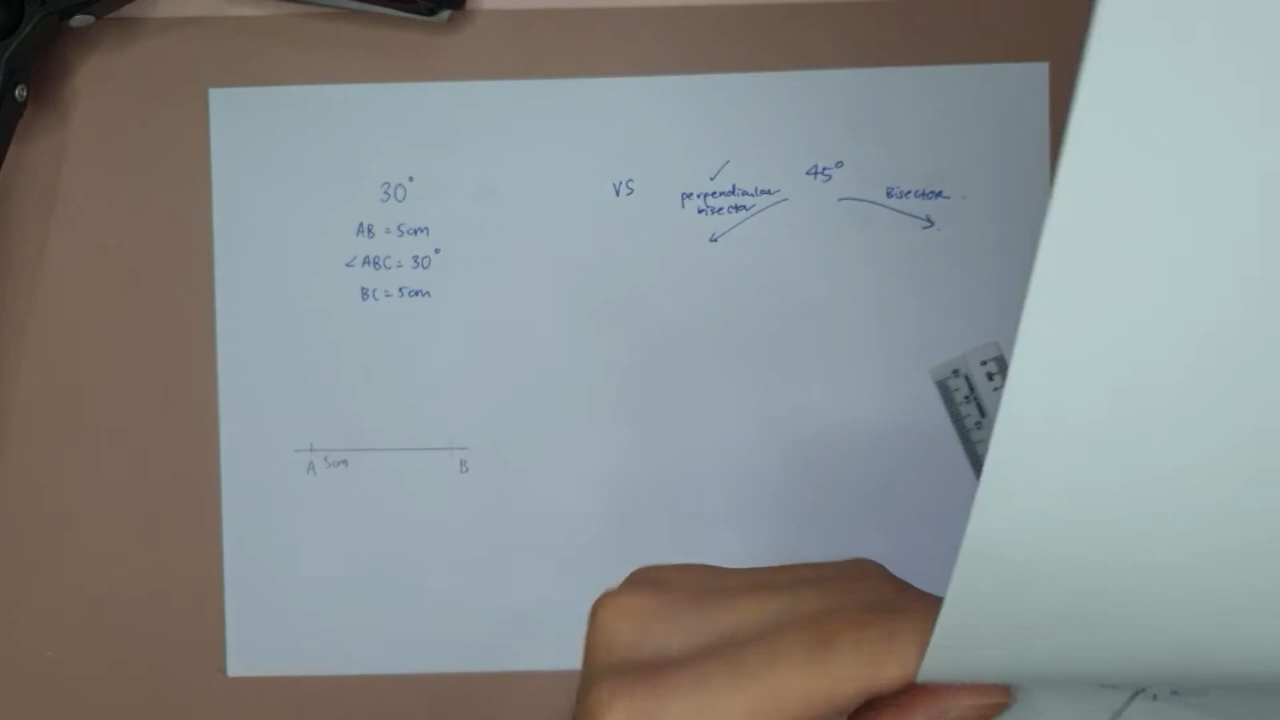 30°
AB = 5cm
∠ABC = 30°
BC = 5cm
VS
✓
perpendicular
bisector
45°
Bisector.
A 5cm B